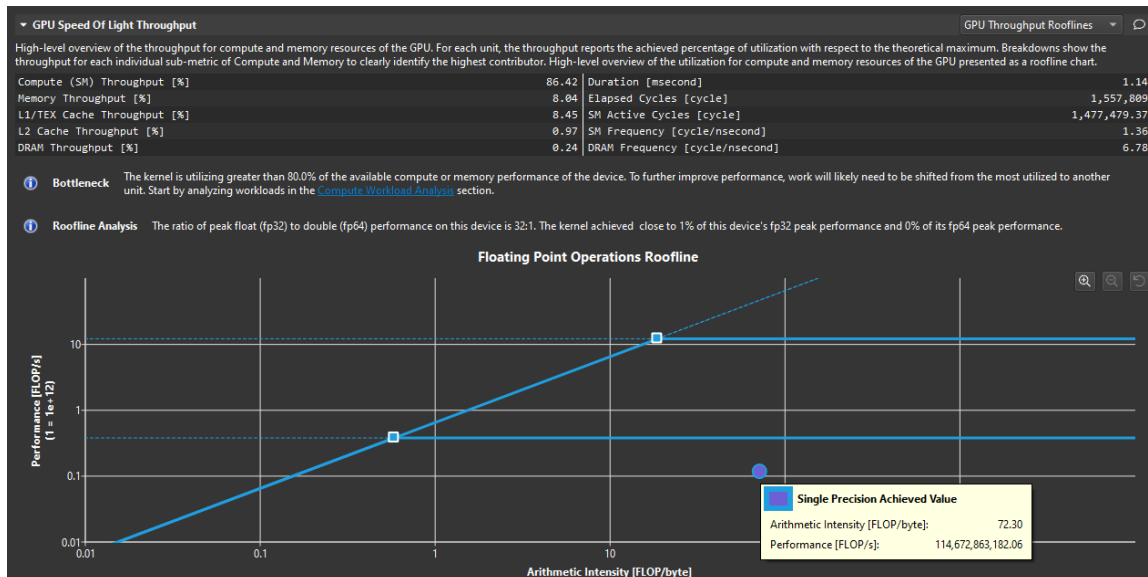 GPU Speed Of Light Throughput
GPU Throughput Rooflines
High-level overview of the throughput for compute and memory resources of the GPU. For each unit, the throughput reports the achieved percentage of utilization with respect to the theoretical maximum. Breakdowns show the
throughput for each individual sub-metric of Compute and Memory to clearly identify the highest contributor. High-level overview of the utilization for compute and memory resources of the GPU presented as a roofline chart.
Compute (SM) Throughput [%] 86.42 Duration [msecond] 1.14
Memory Throughput [%] 8.04 Elapsed Cycles [cycle] 1,557,809
L1/TEX Cache Throughput [%] 8.45 SM Active Cycles [cycle] 1,477,479.37
L2 Cache Throughput [%] 0.97 SM Frequency [cycle/nsecond] 1.36
DRAM Throughput [%] 0.24 DRAM Frequency [cycle/nsecond] 6.78
Bottleneck The kernel is utilizing greater than 80.0% of the available compute or memory performance of the device. To further improve performance, work will likely need to be shifted from the most utilized to another
unit. Start by analyzing workloads in the Compute Workload Analysis section.
Roofline Analysis The ratio of peak float (fp32) to double (fp64) performance on this device is 32:1. The kernel achieved close to 1% of this device's fp32 peak performance and 0% of its fp64 peak performance.
Floating Point Operations Roofline
Performance [FLOP/s]
(1 = 1e+12)
10
1
0.1
0.01
0.01 0.1 1 10
Arithmetic Intensity [FLOP/byte]
Single Precision Achieved Value
Arithmetic Intensity [FLOP/byte]: 72.30
Performance [FLOP/s]: 114,672,863,182.06